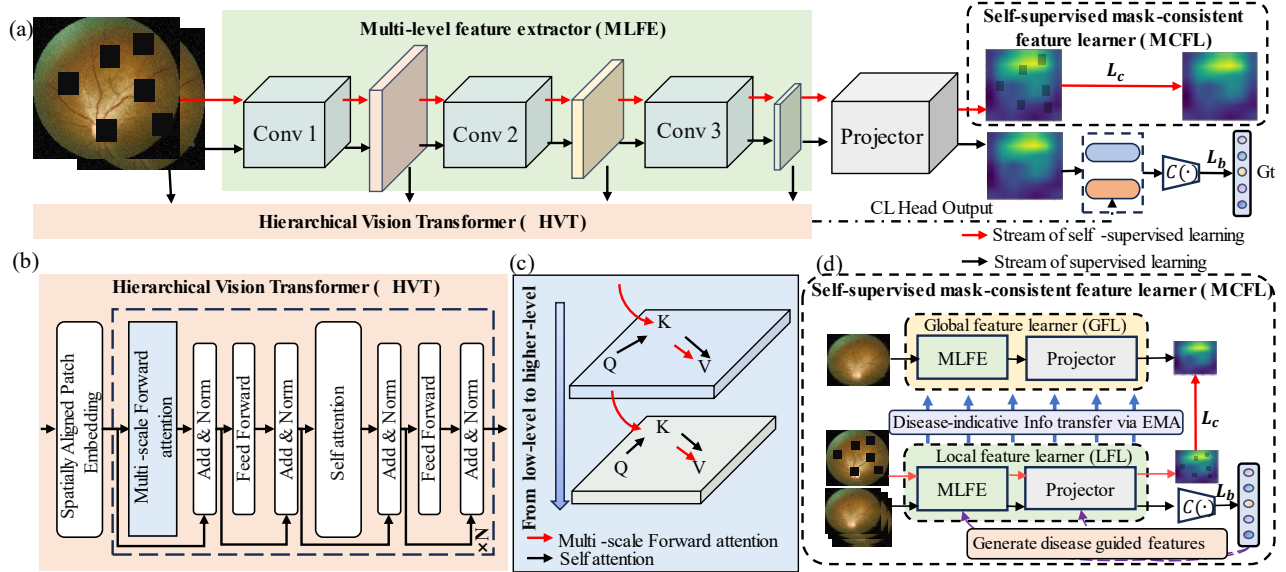 (a)
Multi-level feature extractor (MLFE)
Self-supervised mask-consistent
feature learner (MCFL)
Conv 1
Conv 2
Conv 3
Projector
L_c
C(·)
L_b
Gt
Hierarchical Vision Transformer ( HVT)
CL Head Output
Stream of self -supervised learning
Stream of supervised learning
(b)
Hierarchical Vision Transformer ( HVT)
Spatially Aligned Patch
Embedding
Multi -scale Forward
attention
Add & Norm
Feed Forward
Add & Norm
Self attention
Add & Norm
Feed Forward
Add & Norm
×N
(c)
From low-level to higher-level
K
Q
V
K
Q
V
Multi -scale Forward attention
Self attention
(d)
Self-supervised mask-consistent feature learner ( MCFL)
Global feature learner (GFL)
MLFE
Projector
Disease-indicative Info transfer via EMA
L_c
Local feature learner (LFL)
MLFE
Projector
C(·)
L_b
Generate disease guided features